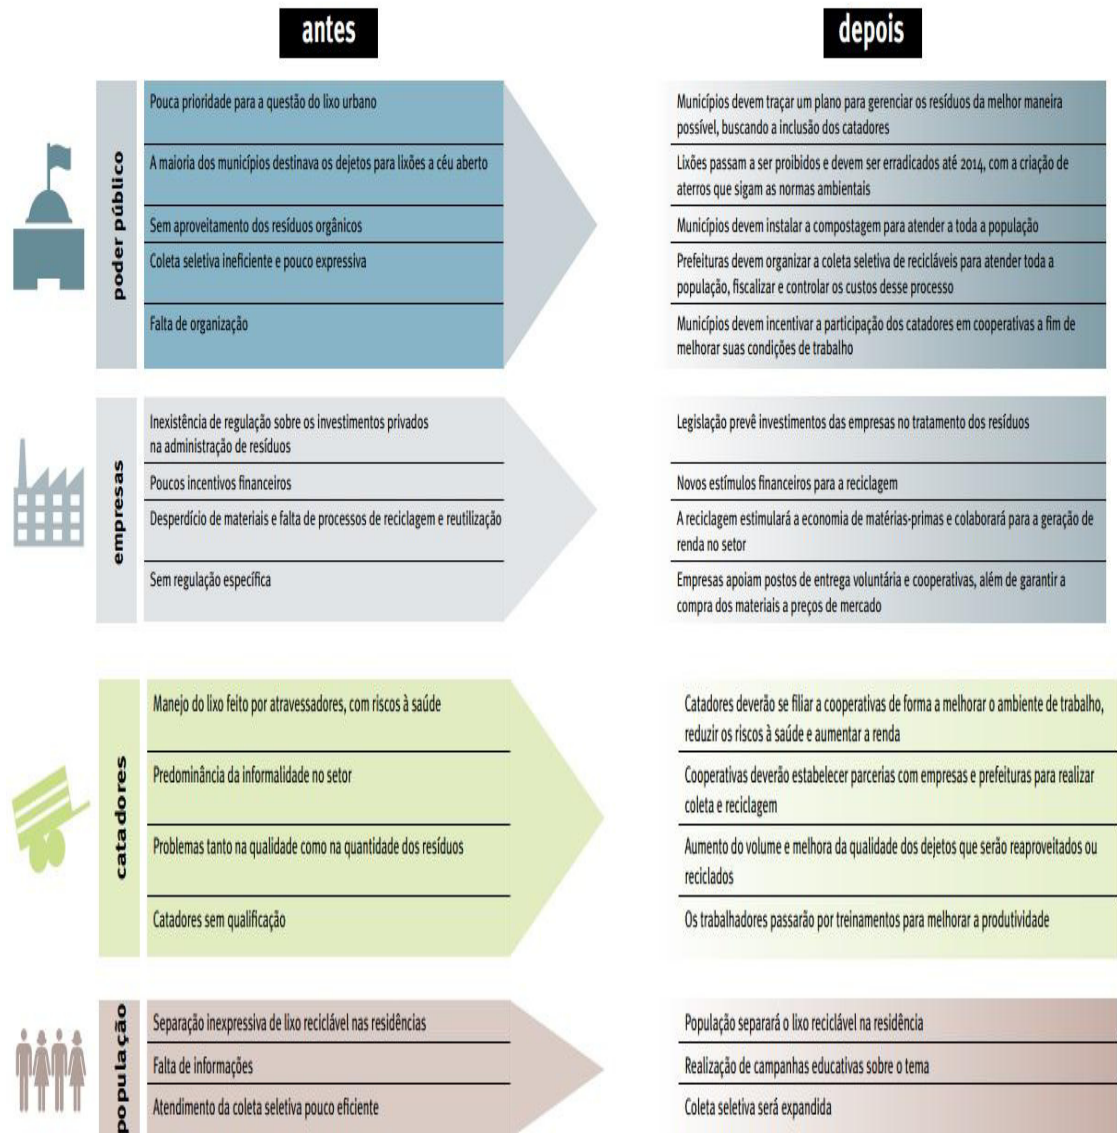 antes
depois
poder público
Pouca prioridade para a questão do lixo urbano
Municípios devem traçar um plano para gerenciar os resíduos da melhor maneira
possível, buscando a inclusão dos catadores
A maioria dos municípios destinava os dejetos para lixões a céu aberto
Lixões passam a ser proibidos e devem ser erradicados até 2014, com a criação de
aterros que sigam as normas ambientais
Sem aproveitamento dos resíduos orgânicos
Municípios devem instalar a compostagem para atender a toda a população
Coleta seletiva ineficiente e pouco expressiva
Prefeituras devem organizar a coleta seletiva de recicláveis para atender toda a
população, fiscalizar e controlar os custos desse processo
Falta de organização
Municípios devem incentivar a participação dos catadores em cooperativas a fim de
melhorar suas condições de trabalho
empresas
Inexistência de regulação sobre os investimentos privados
na administração de resíduos
Legislação prevê investimentos das empresas no tratamento dos resíduos
Poucos incentivos financeiros
Novos estímulos financeiros para a reciclagem
Desperdício de materiais e falta de processos de reciclagem e reutilização
A reciclagem estimulará a economia de matérias-primas e colaborará para a geração de
renda no setor
Sem regulação específica
Empresas apoiam postos de entrega voluntária e cooperativas, além de garantir a
compra dos materiais a preços de mercado
catadores
Manejo do lixo feito por atravessadores, com riscos à saúde
Catadores deverão se filiar a cooperativas de forma a melhorar o ambiente de trabalho,
reduzir os riscos à saúde e aumentar a renda
Predominância da informalidade no setor
Cooperativas deverão estabelecer parcerias com empresas e prefeituras para realizar
coleta e reciclagem
Problemas tanto na qualidade como na quantidade dos resíduos
Aumento do volume e melhora da qualidade dos dejetos que serão reaproveitados ou
reciclados
Catadores sem qualificação
Os trabalhadores passarão por treinamentos para melhorar a produtividade
população
Separação inexpressiva de lixo reciclável nas residências
População separará o lixo reciclável na residência
Falta de informações
Realização de campanhas educativas sobre o tema
Atendimento da coleta seletiva pouco eficiente
Coleta seletiva será expandida